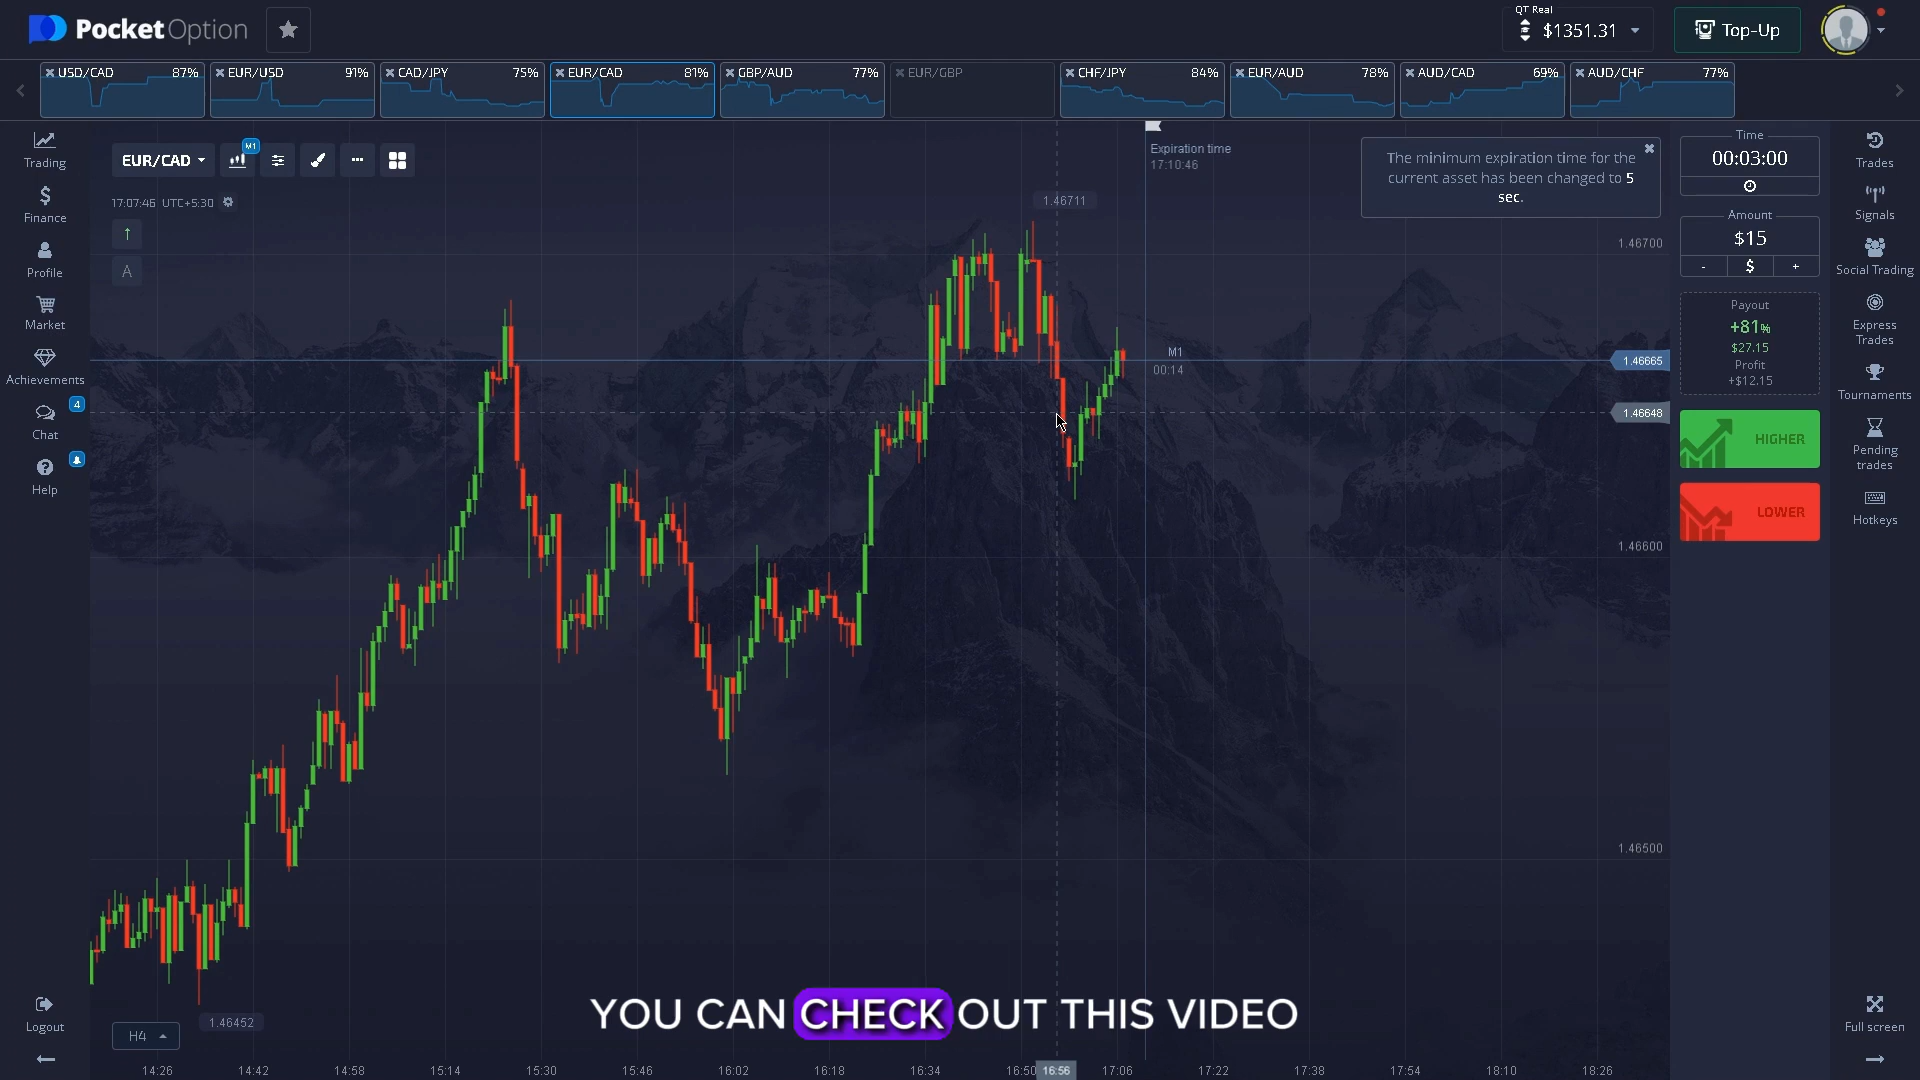 PocketOption
QT Real
$1351.31
Top-Up
USD/CAD 87%
EUR/USD 91%
CAD/JPY 75%
EUR/CAD 81%
GBP/AUD 77%
EUR/GBP
CHF/JPY 84%
EUR/AUD 78%
AUD/CAD 69%
AUD/CHF 77%
Trading
Finance
Profile
Market
Achievements
4
Chat
Help
Logout
EUR/CAD
M1
17:07:46 UTC+5:30
A
Expiration time
17:10:46
1.46711
The minimum expiration time for the
current asset has been changed to 5
sec.
1.46700
M1
00:14
1.46665
1.46648
1.46600
1.46500
1.46452
H4
14:26 14:42 14:58 15:14 15:30 15:46 16:02 16:18 16:34 16:50 16:56 17:06 17:22 17:38 17:54 18:10 18:26
YOU CAN CHECK OUT THIS VIDEO
Time
00:03:00
Amount
$15
- $ +
Payout
+81%
$27.15
Profit
+$12.15
HIGHER
LOWER
Trades
Signals
Social Trading
Express
Trades
Tournaments
Pending
trades
Hotkeys
Full screen